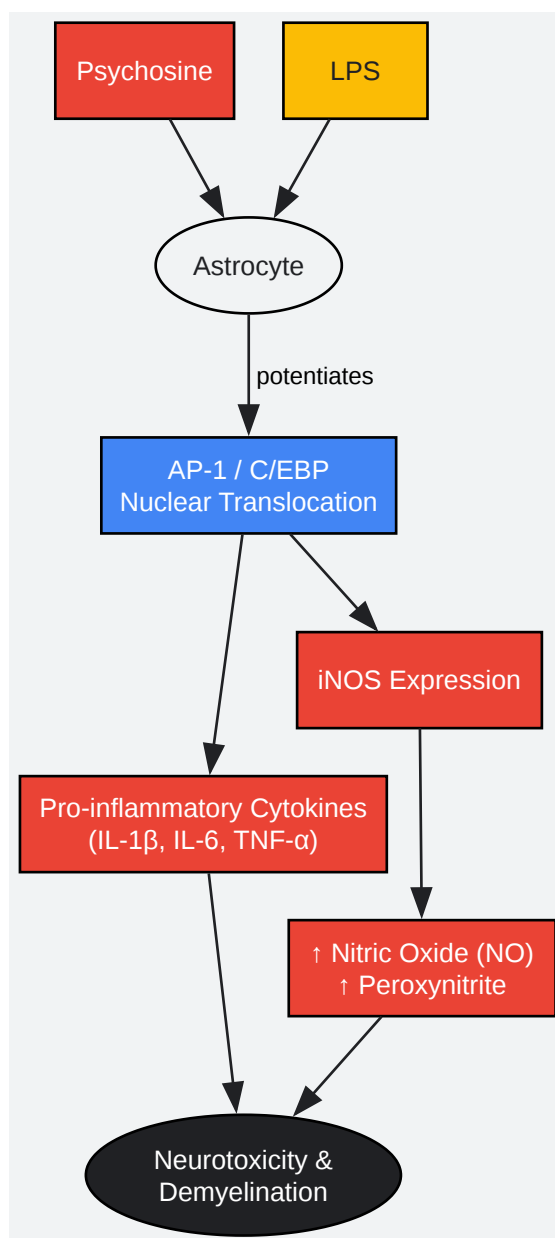 Psychosine
LPS
Astrocyte
potentiates
AP-1 / C/EBP
Nuclear Translocation
iNOS Expression
Pro-inflammatory Cytokines
(IL-1β, IL-6, TNF-α)
↑ Nitric Oxide (NO)
↑ Peroxynitrite
Neurotoxicity &
Demyelination